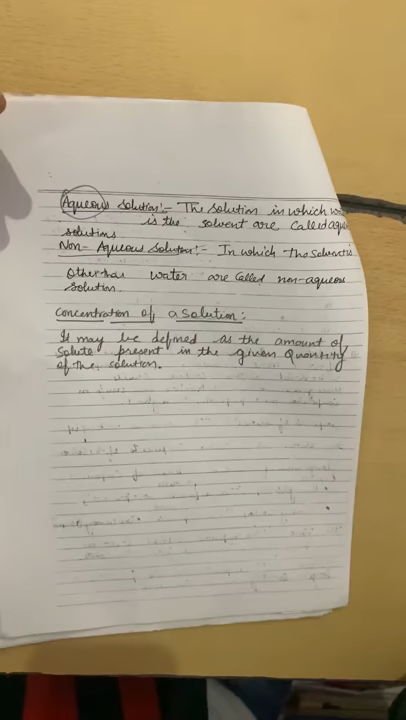 Aqueous Solution:- The Solution in which
is the solvent are Called
solutions
Non- Aqueous Solution:- In which The Solvent is
Other than water are Called non-aqueous
Solution.
Concentration of a Solution:
It may be defined as the amount of
Solute present in the given Quantity
of The solution.